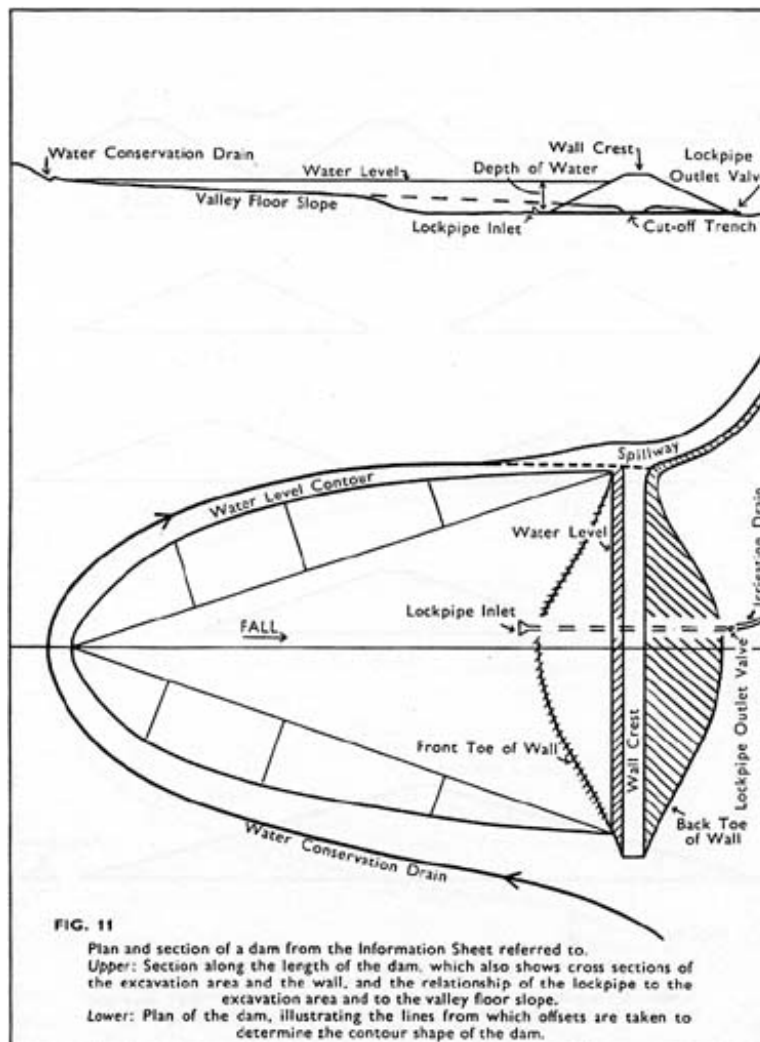 Water Conservation Drain
Water Level
Depth of Water
Wall Crest
Lockpipe
Outlet Valve
Valley Floor Slope
Lockpipe Inlet
Cut-off Trench
Spillway
Water Level Contour
Water Level
Irrigation Drain
Lockpipe Inlet
FALL
Lockpipe Outlet Valve
Wall Crest
Front Toe of Wall
Back Toe
of Wall
Water Conservation Drain
FIG. 11
Plan and section of a dam from the Information Sheet referred to.
Upper: Section along the length of the dam, which also shows cross sections of
the excavation area and the wall, and the relationship of the lockpipe to the
excavation area and to the valley floor slope.
Lower: Plan of the dam, illustrating the lines from which offsets are taken to
determine the contour shape of the dam.